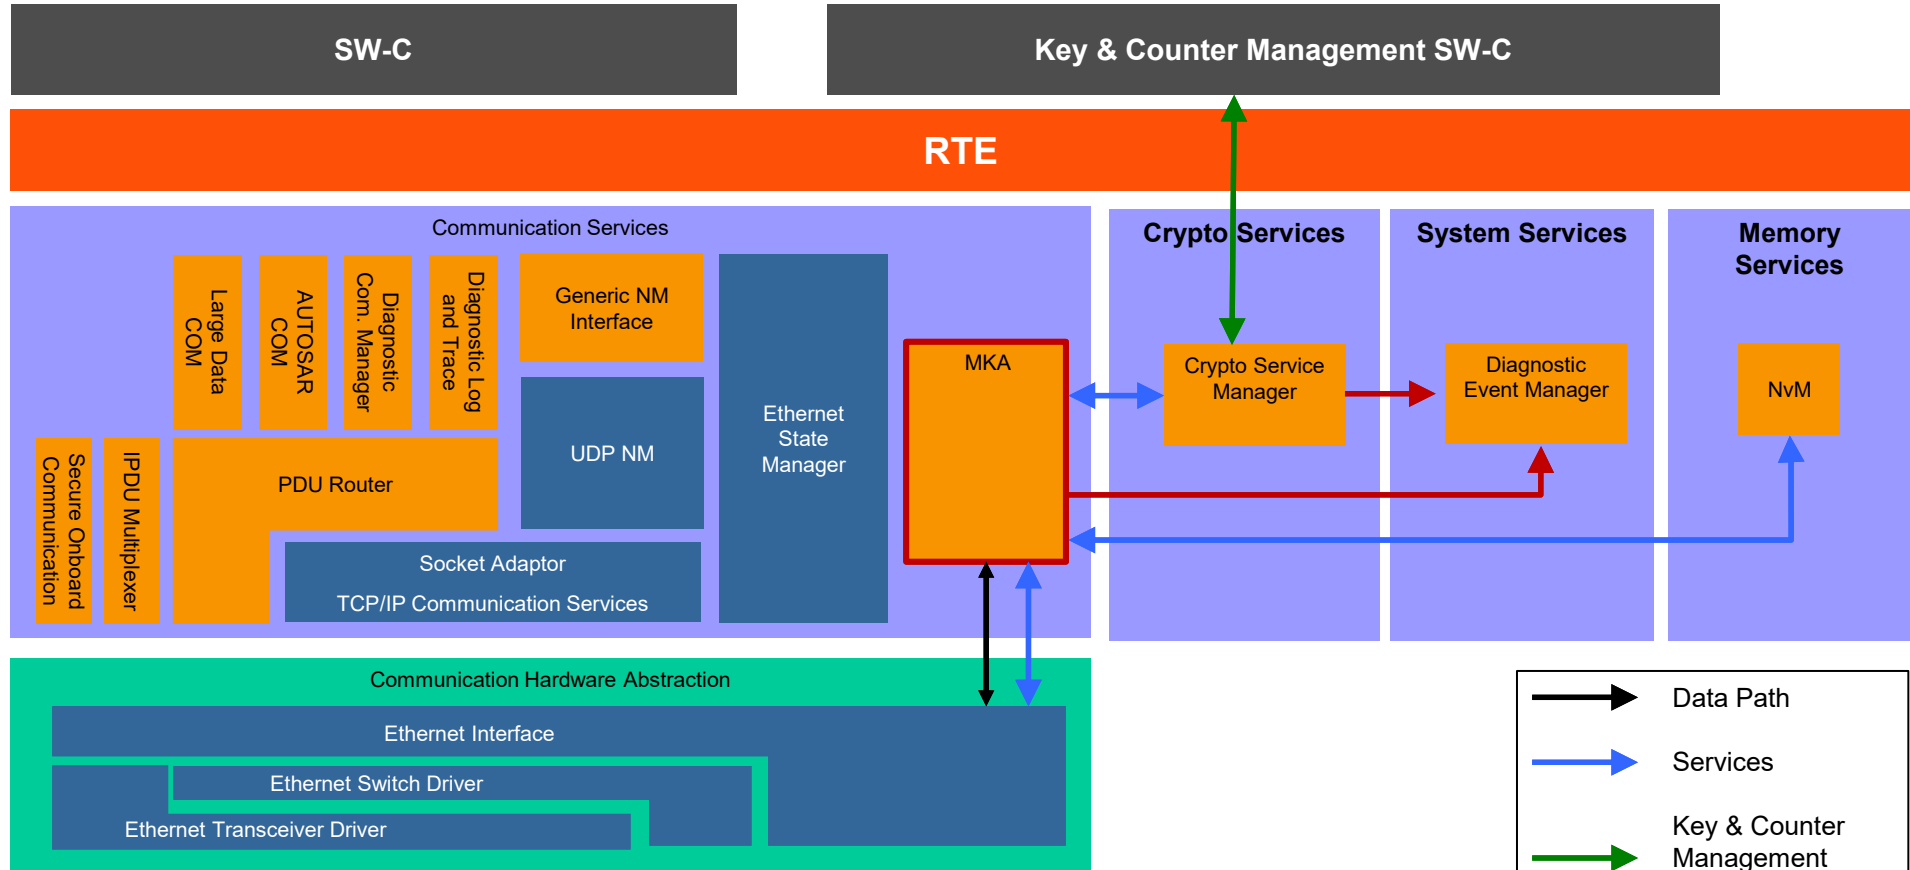 SW-C
Key & Counter Management SW-C
RTE
Communication Services
Crypto Services
System Services
Memory
Services
Large Data
COM
AUTOSAR
COM
Diagnostic
Com. Manager
Diagnostic Log
and Trace
Generic NM
Interface
Ethernet
State
Manager
MKA
Crypto Service
Manager
Diagnostic
Event Manager
NvM
Secure Onboard
Communication
IPDU Multiplexer
PDU Router
UDP NM
Socket Adaptor
TCP/IP Communication Services
Communication Hardware Abstraction
Ethernet Interface
Ethernet Switch Driver
Ethernet Transceiver Driver
Data Path
Services
Key & Counter
Management